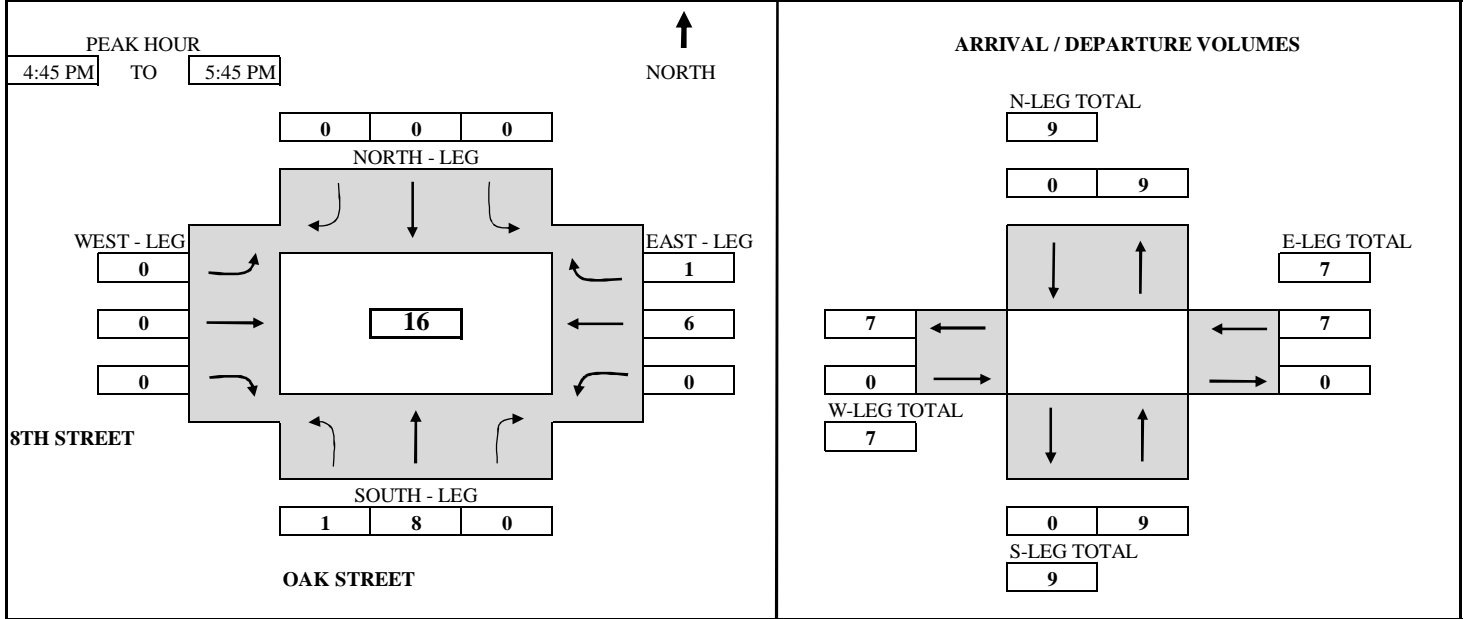 PEAK HOUR
4:45 PM TO 5:45 PM
NORTH
0 0 0
NORTH - LEG
WEST - LEG
EAST - LEG
0
1
0
16
6
0
0
8TH STREET
SOUTH - LEG
1 8 0
OAK STREET
ARRIVAL / DEPARTURE VOLUMES
N-LEG TOTAL
9
0 9
E-LEG TOTAL
7
7
7
0
0
W-LEG TOTAL
7
0 9
S-LEG TOTAL
9